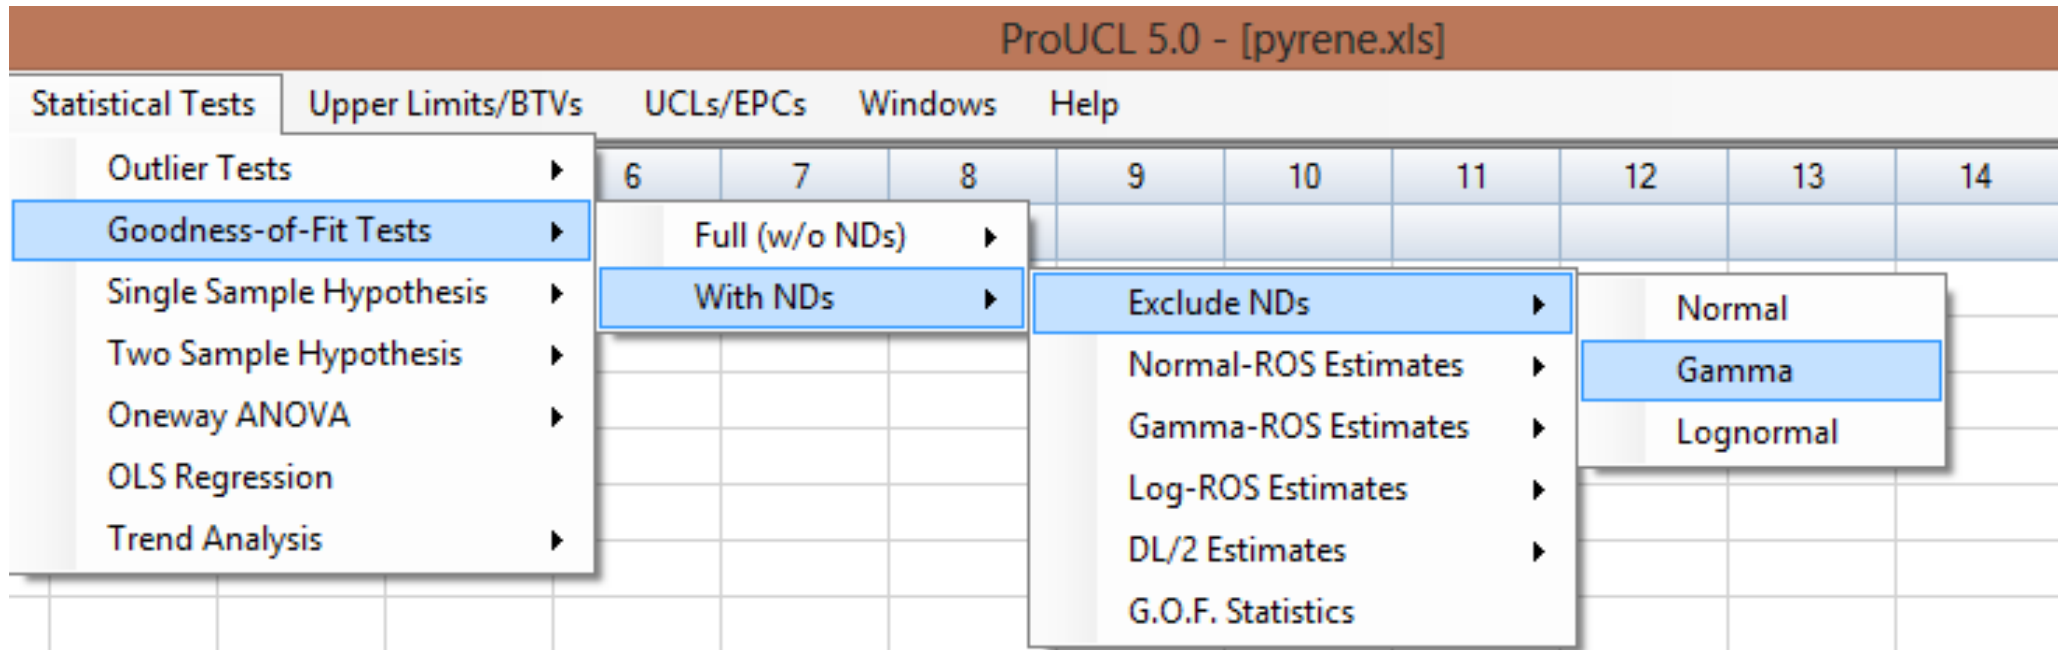 ProUCL 5.0 - [pyrene.xls]
Statistical Tests Upper Limits/BTVs UCLs/EPCs Windows Help
6 7 8 9 10 11 12 13 14
Outlier Tests
Goodness-of-Fit Tests
Single Sample Hypothesis
Two Sample Hypothesis
Oneway ANOVA
OLS Regression
Trend Analysis
Full (w/o NDs)
With NDs
Exclude NDs
Normal-ROS Estimates
Gamma-ROS Estimates
Log-ROS Estimates
DL/2 Estimates
G.O.F. Statistics
Normal
Gamma
Lognormal